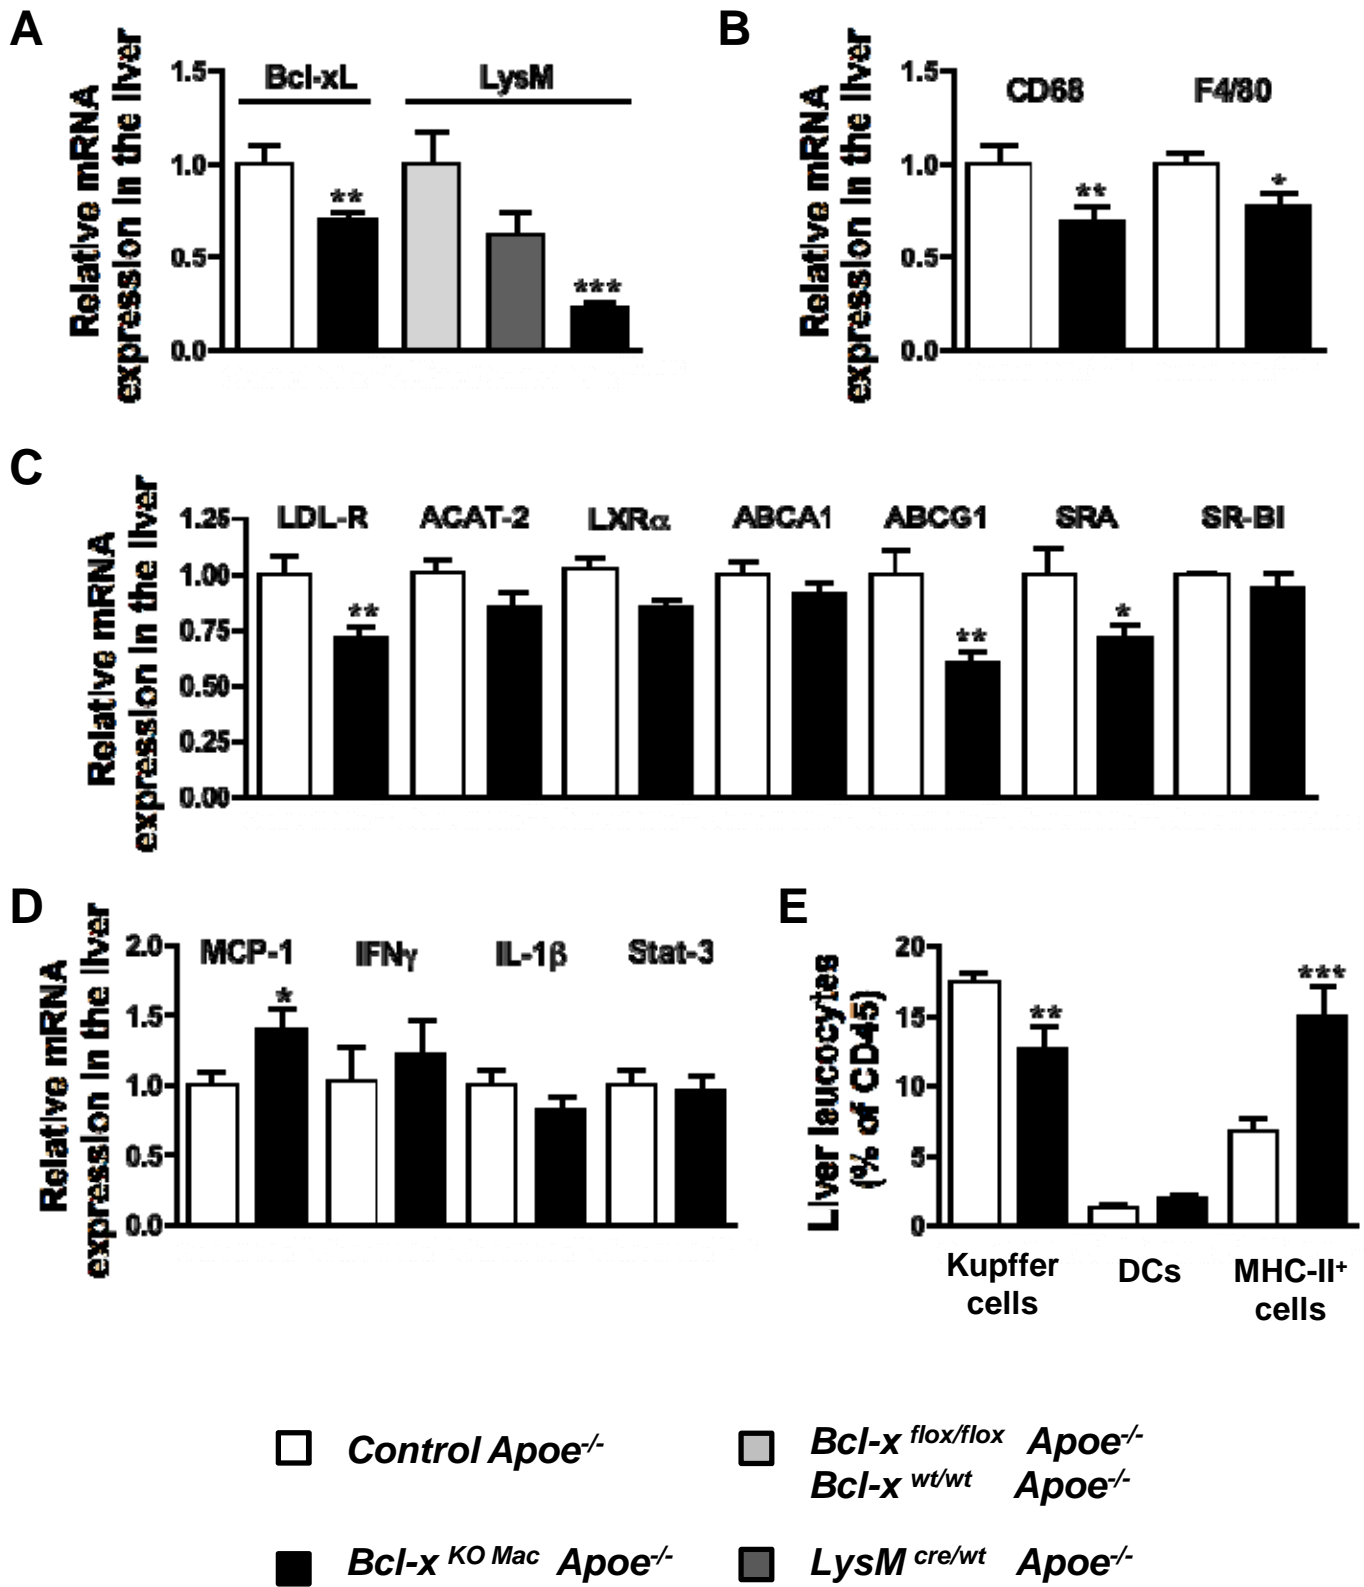 A
Relative mRNA
expression in the liver
1.5
1.0
0.5
0.0
Bcl-xL
LysM
**
***
B
Relative mRNA
expression in the liver
1.5
1.0
0.5
0.0
CD68
F4/80
**
*
C
Relative mRNA
expression in the liver
1.25
1.00
0.75
0.50
0.25
0.00
LDL-R
ACAT-2
LXRα
ABCA1
ABCG1
SRA
SR-BI
**
**
*
D
Relative mRNA
expression in the liver
2.0
1.5
1.0
0.5
0.0
MCP-1
IFNγ
IL-1β
Stat-3
*
E
Liver leucocytes
(% of CD45)
20
15
10
5
0
**
***
Kupffer
cells
DCs
MHC-II+
cells
Control Apoe-/-
Bcl-x flox/flox Apoe-/-
Bcl-x wt/wt Apoe-/-
Bcl-x KO Mac Apoe-/-
LysM cre/wt Apoe-/-